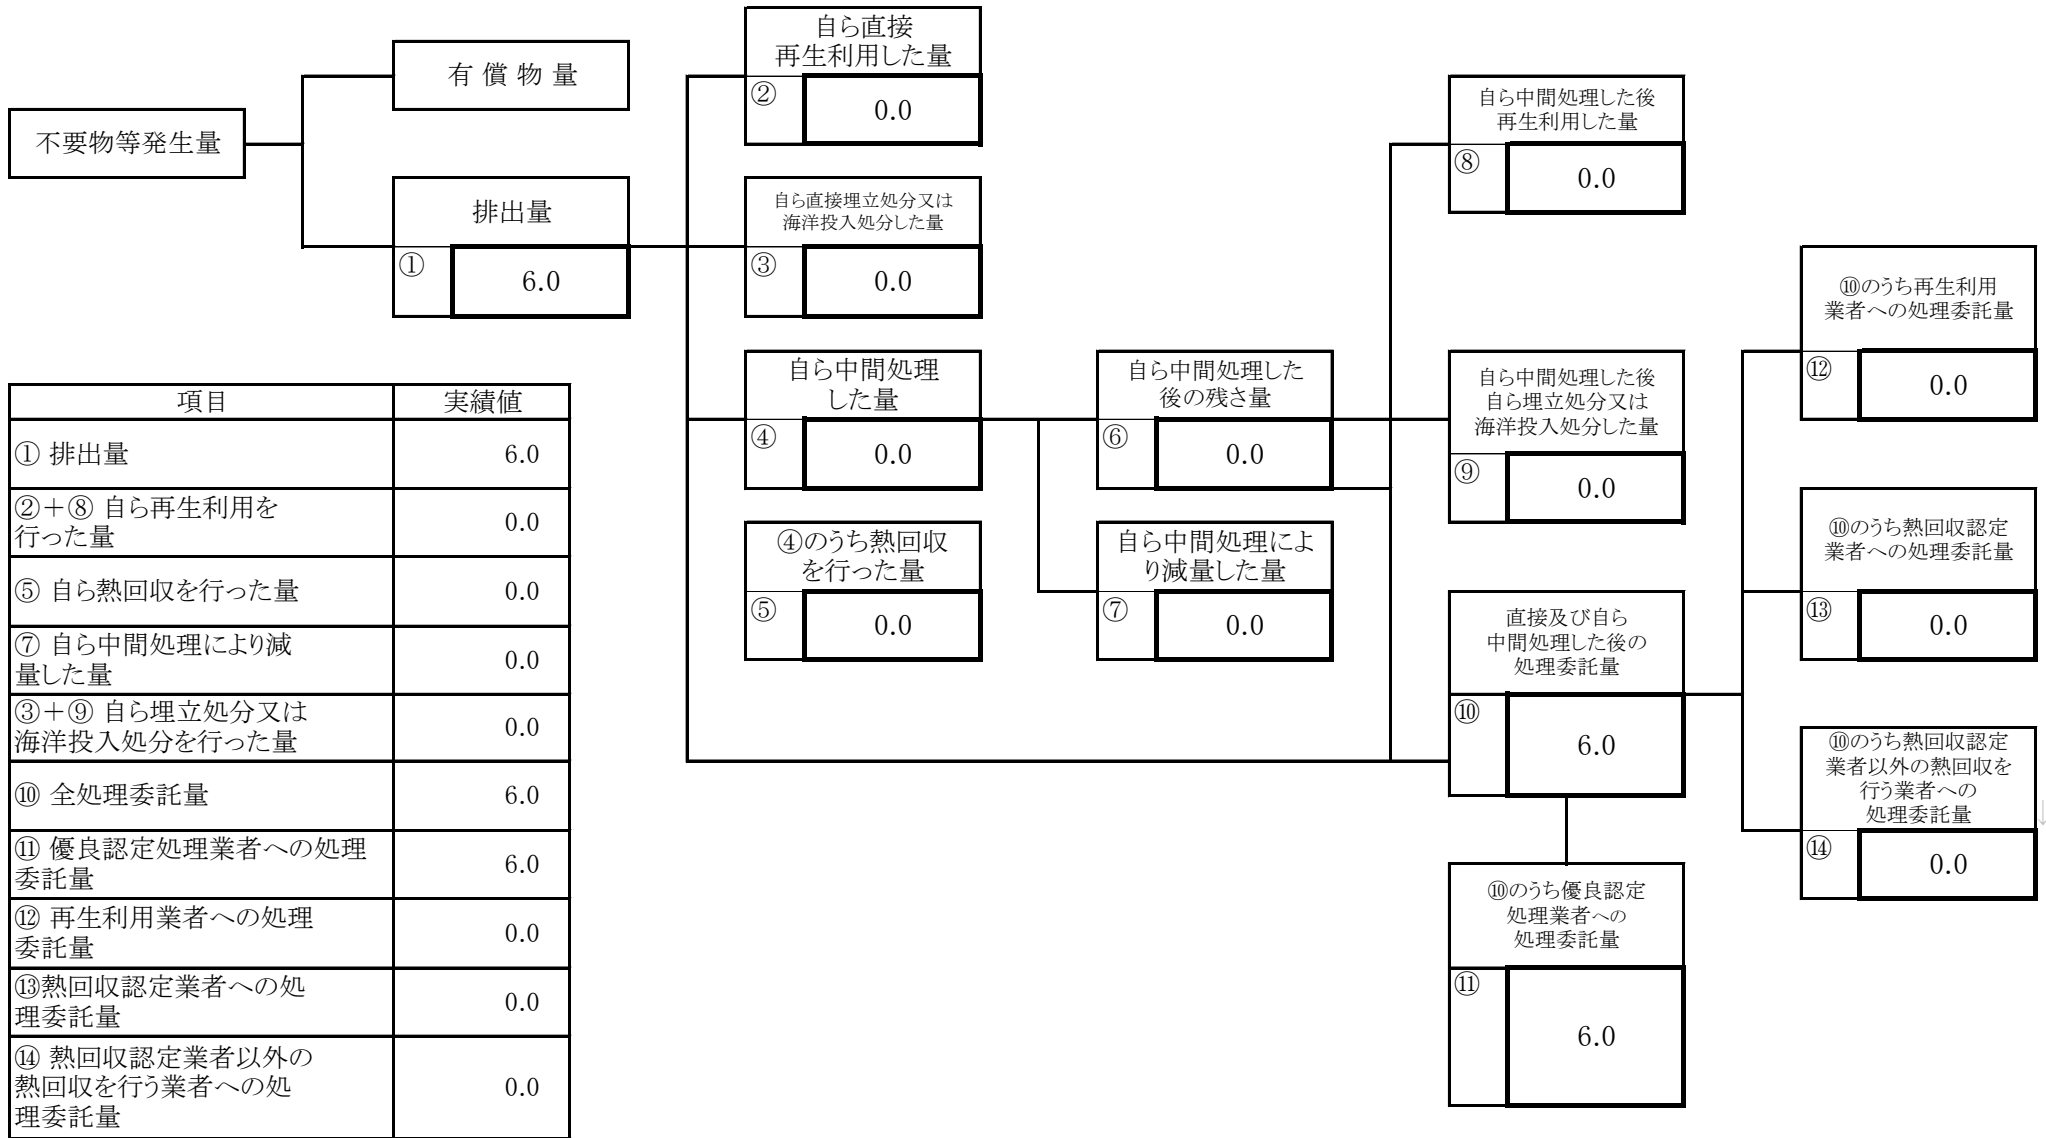 不要物等発生量
有 償 物 量
排出量
①
6.0
自ら直接
再生利用した量
②
0.0
自ら直接埋立処分又は
海洋投入処分した量
③
0.0
自ら中間処理
した量
④
0.0
④のうち熱回収
を行った量
⑤
0.0
自ら中間処理した
後の残さ量
⑥
0.0
自ら中間処理によ
り減量した量
⑦
0.0
自ら中間処理した後
再生利用した量
⑧
0.0
自ら中間処理した後
自ら埋立処分又は
海洋投入処分した量
⑨
0.0
直接及び自ら
中間処理した後の
処理委託量
⑩
6.0
⑩のうち優良認定
処理業者への
処理委託量
⑪
6.0
⑩のうち再生利用
業者への処理委託量
⑫
0.0
⑩のうち熱回収認定
業者への処理委託量
⑬
0.0
⑩のうち熱回収認定
業者以外の熱回収を
行う業者への
処理委託量
⑭
0.0
↓
項目 実績値
① 排出量 6.0
②＋⑧ 自ら再生利用を
行った量
0.0
⑤ 自ら熱回収を行った量 0.0
⑦ 自ら中間処理により減
量した量
0.0
③＋⑨ 自ら埋立処分又は
海洋投入処分を行った量
0.0
⑩ 全処理委託量 6.0
⑪ 優良認定処理業者への処理
委託量
6.0
⑫ 再生利用業者への処理
委託量
0.0
⑬熱回収認定業者への処
理委託量
0.0
⑭ 熱回収認定業者以外の
熱回収を行う業者への処
理委託量
0.0